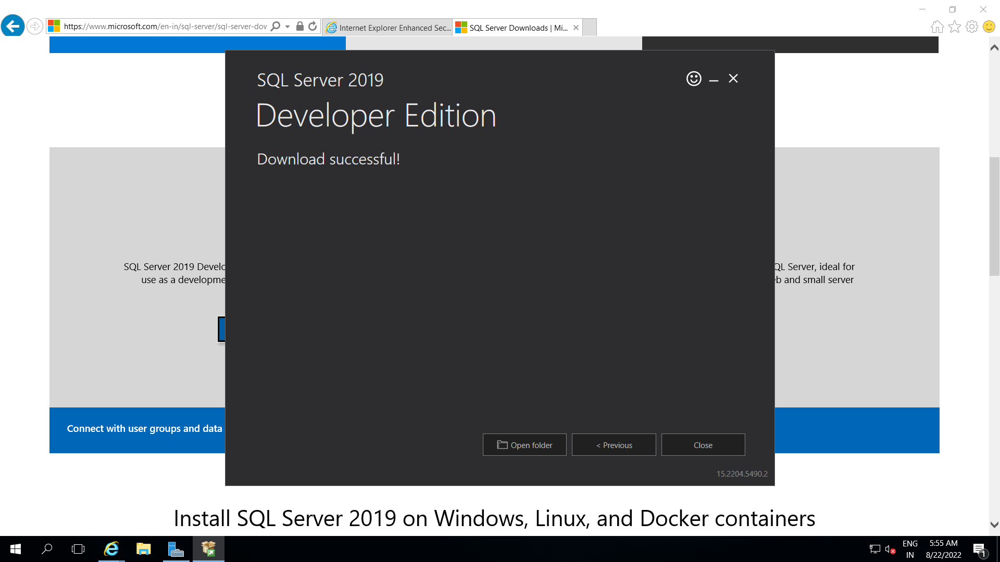 https://www.microsoft.com/en-in/sql-server/sql-server-dov
Internet Explorer Enhanced Sec...
SQL Server Downloads | Mi...
SQL Server 2019
Developer Edition
Download successful!
SQL Server 2019 Develo
use as a developme
QL Server, ideal for
eb and small server
Connect with user groups and data
Open folder
< Previous
Close
15.2204.5490.2
Install SQL Server 2019 on Windows, Linux, and Docker containers
ENG
IN
5:55 AM
8/22/2022
1